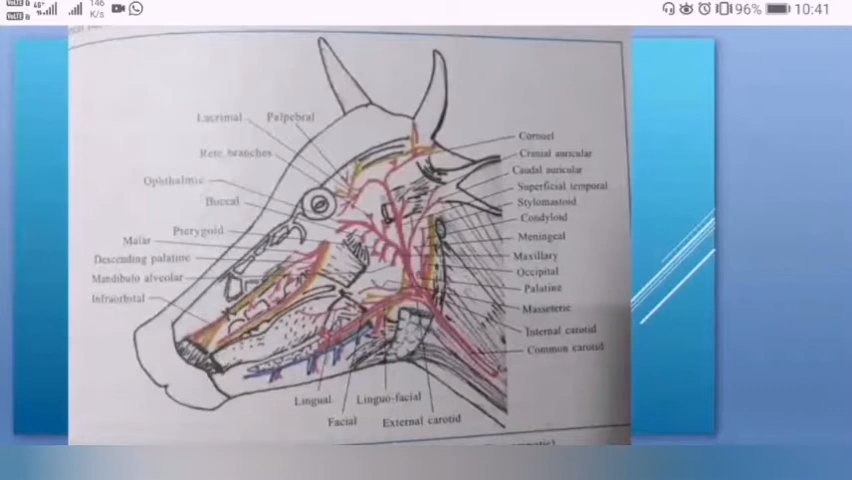 4G 146 K/s 96% 10:41
Lacrimal Palpebral
Rete branches
Ophthalmic
Buccal
Pterygoid
Malar
Descending palatine
Mandibulo alveolar
Infraorbital
Cornuel
Cranial auricular
Caudal auricular
Superficial temporal
Stylomastoid
Condyloid
Meningeal
Maxillary
Occipital
Palatine
Masseteric
Internal carotid
Common carotid
Lingual Linguo-facial
Facial External carotid